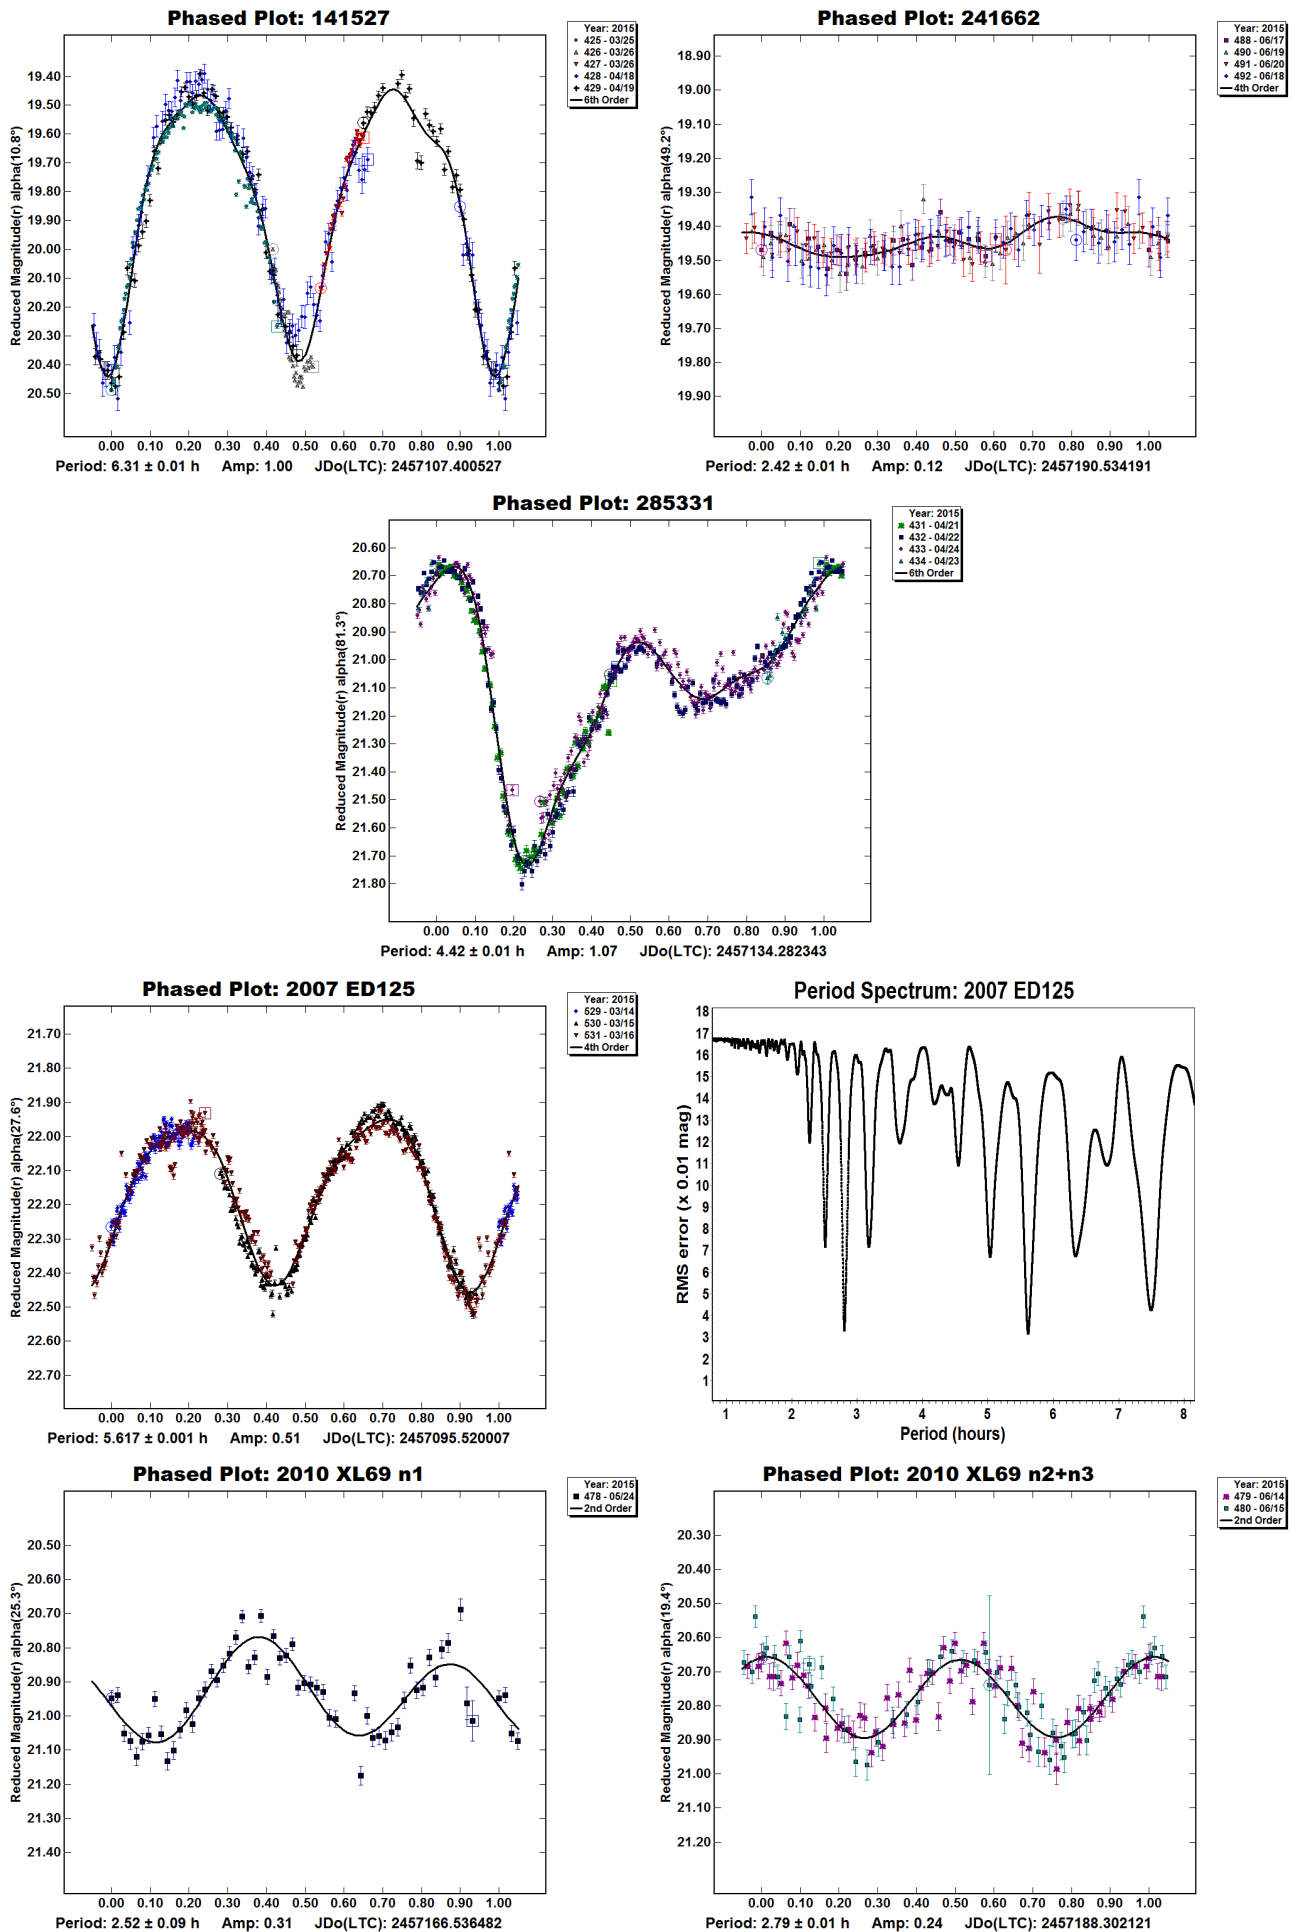 Phased Plot: 141527
Year: 2015
425 - 03/25
426 - 03/26
427 - 03/26
428 - 04/18
429 - 04/19
6th Order
Reduced Magnitude(r) alpha(10.8°)
19.40
19.50
19.60
19.70
19.80
19.90
20.00
20.10
20.20
20.30
20.40
20.50
0.00 0.10 0.20 0.30 0.40 0.50 0.60 0.70 0.80 0.90 1.00
Period: 6.31 ± 0.01 h Amp: 1.00 JDo(LTC): 2457107.400527
Phased Plot: 241662
Year: 2015
488 - 06/17
490 - 06/19
491 - 06/20
492 - 06/18
4th Order
Reduced Magnitude(r) alpha(49.2°)
18.90
19.00
19.10
19.20
19.30
19.40
19.50
19.60
19.70
19.80
19.90
0.00 0.10 0.20 0.30 0.40 0.50 0.60 0.70 0.80 0.90 1.00
Period: 2.42 ± 0.01 h Amp: 0.12 JDo(LTC): 2457190.534191
Phased Plot: 285331
Year: 2015
431 - 04/21
432 - 04/22
433 - 04/24
434 - 04/23
6th Order
Reduced Magnitude(r) alpha(81.3°)
20.60
20.70
20.80
20.90
21.00
21.10
21.20
21.30
21.40
21.50
21.60
21.70
21.80
0.00 0.10 0.20 0.30 0.40 0.50 0.60 0.70 0.80 0.90 1.00
Period: 4.42 ± 0.01 h Amp: 1.07 JDo(LTC): 2457134.282343
Phased Plot: 2007 ED125
Year: 2015
529 - 03/14
530 - 03/15
531 - 03/16
4th Order
Reduced Magnitude(r) alpha(27.6°)
21.70
21.80
21.90
22.00
22.10
22.20
22.30
22.40
22.50
22.60
22.70
0.00 0.10 0.20 0.30 0.40 0.50 0.60 0.70 0.80 0.90 1.00
Period: 5.617 ± 0.001 h Amp: 0.51 JDo(LTC): 2457095.520007
Period Spectrum: 2007 ED125
RMS error (x 0.01 mag)
18
17
16
15
14
13
12
11
10
9
8
7
6
5
4
3
2
1
1 2 3 4 5 6 7 8
Period (hours)
Phased Plot: 2010 XL69 n1
Year: 2015
478 - 05/24
2nd Order
Reduced Magnitude(r) alpha(25.3°)
20.50
20.60
20.70
20.80
20.90
21.00
21.10
21.20
21.30
21.40
0.00 0.10 0.20 0.30 0.40 0.50 0.60 0.70 0.80 0.90 1.00
Period: 2.52 ± 0.09 h Amp: 0.31 JDo(LTC): 2457166.536482
Phased Plot: 2010 XL69 n2+n3
Year: 2015
479 - 06/14
480 - 06/15
2nd Order
Reduced Magnitude(r) alpha(19.4°)
20.30
20.40
20.50
20.60
20.70
20.80
20.90
21.00
21.10
21.20
0.00 0.10 0.20 0.30 0.40 0.50 0.60 0.70 0.80 0.90 1.00
Period: 2.79 ± 0.01 h Amp: 0.24 JDo(LTC): 2457188.302121